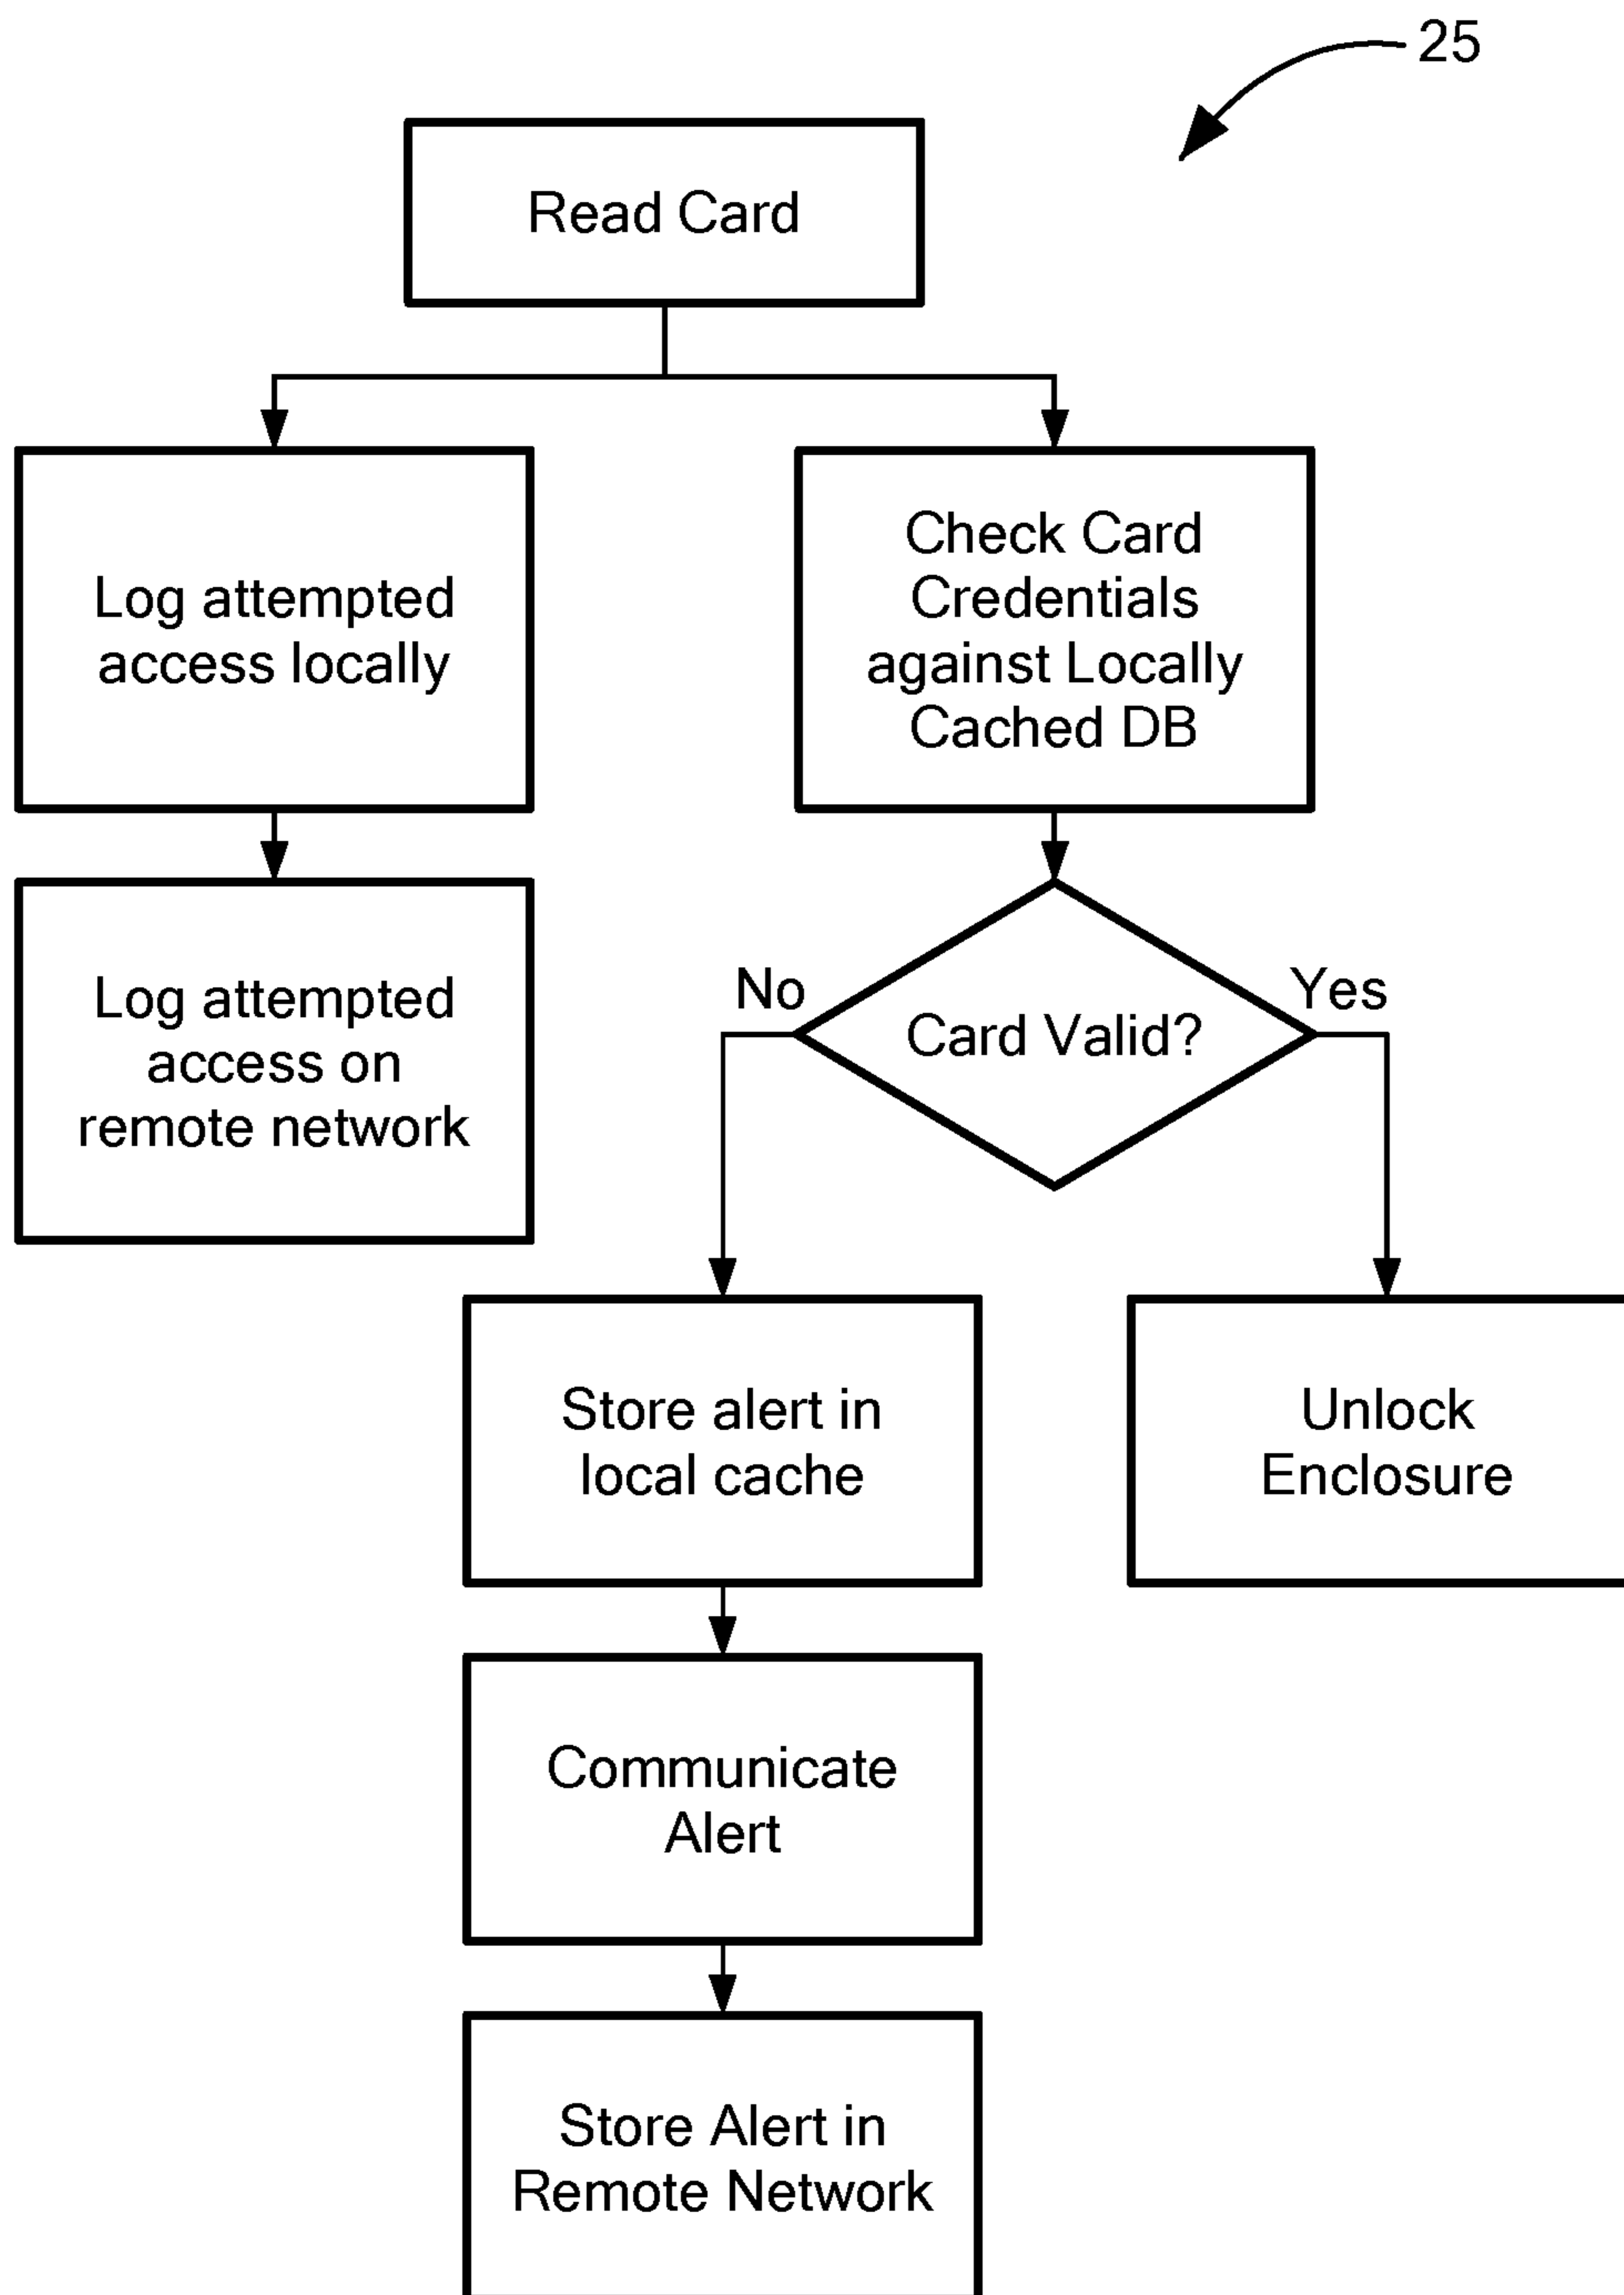 25
Read Card
Log attempted
access locally
Check Card
Credentials
against Locally
Cached DB
Log attempted
access on
remote network
No
Card Valid?
Yes
Store alert in
local cache
Unlock
Enclosure
Communicate
Alert
Store Alert in
Remote Network